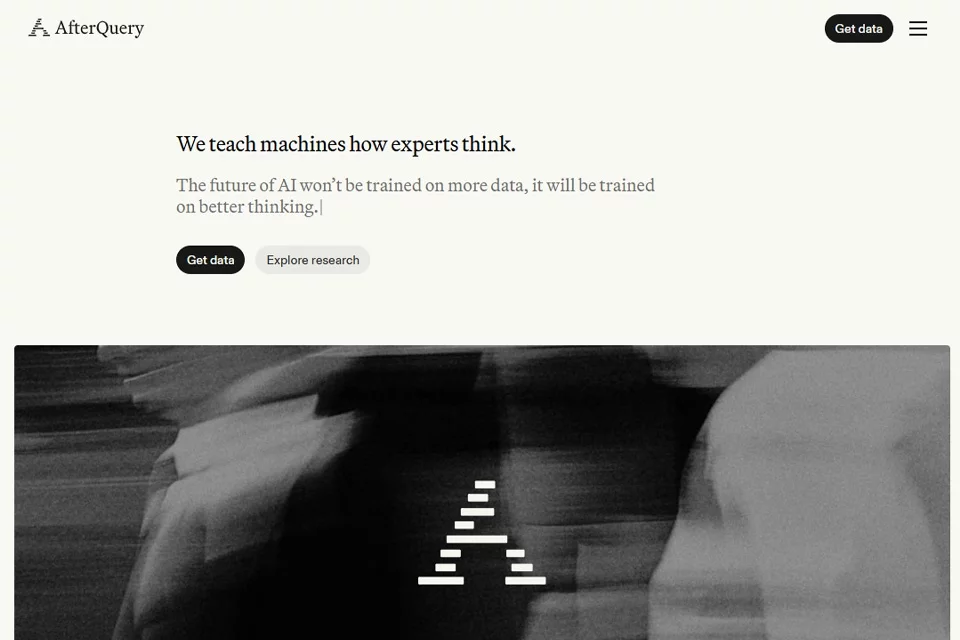 AfterQuery
Get data
We teach machines how experts think.
The future of AI won't be trained on more data, it will be trained
on better thinking.|
Get data
Explore research